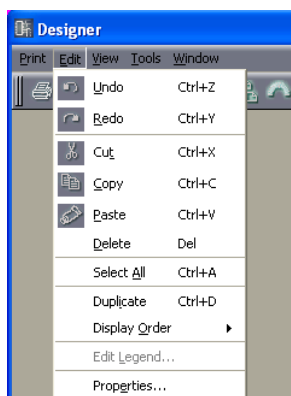 Designer
Print Edit View Tools Window
Undo Ctrl+Z
Redo Ctrl+Y
Cut Ctrl+X
Copy Ctrl+C
Paste Ctrl+V
Delete Del
Select All Ctrl+A
Duplicate Ctrl+D
Display Order
Edit Legend...
Properties...